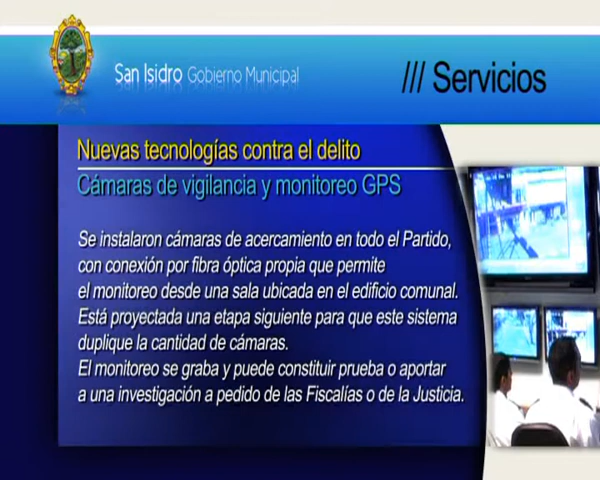 San Isidro Gobierno Municipal
/// Servicios
Nuevas tecnologías contra el delito
Cámaras de vigilancia y monitoreo GPS
Se instalaron cámaras de acercamiento en todo el Partido,
con conexión por fibra óptica propia que permite
el monitoreo desde una sala ubicada en el edificio comunal.
Está proyectada una etapa siguiente para que este sistema
duplique la cantidad de cámaras.
El monitoreo se graba y puede constituir prueba o aportar
a una investigación a pedido de las Fiscalías o de la Justicia.